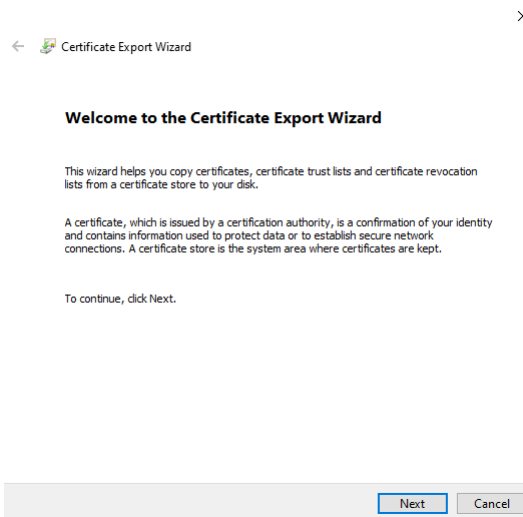 Certificate Export Wizard
Welcome to the Certificate Export Wizard
This wizard helps you copy certificates, certificate trust lists and certificate revocation
lists from a certificate store to your disk.
A certificate, which is issued by a certification authority, is a confirmation of your identity
and contains information used to protect data or to establish secure network
connections. A certificate store is the system area where certificates are kept.
To continue, click Next.
Next Cancel